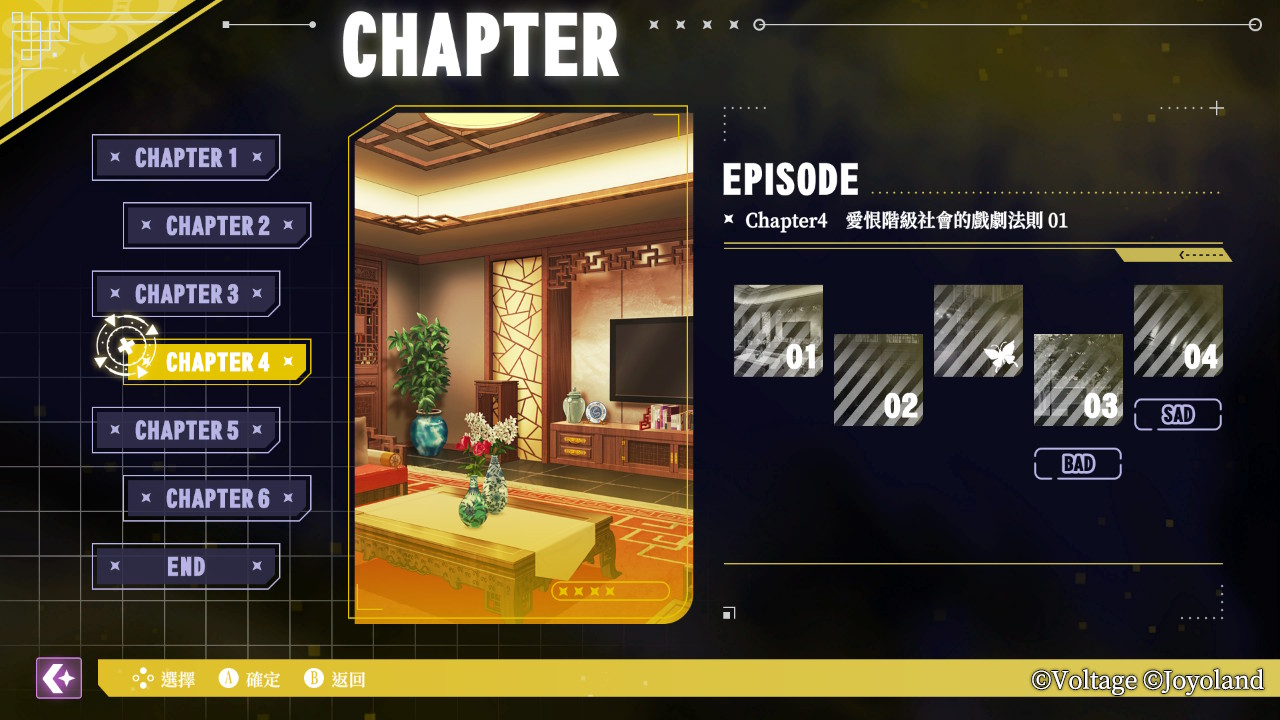 CHAPTER
CHAPTER 1
CHAPTER 2
CHAPTER 3
CHAPTER 4
CHAPTER 5
CHAPTER 6
END
EPISODE
Chapter4 愛恨階級社會的戲劇法則 01
01
02
03
04
SAD
BAD
選擇 A 確定 B 返回
©Voltage ©Joyoland